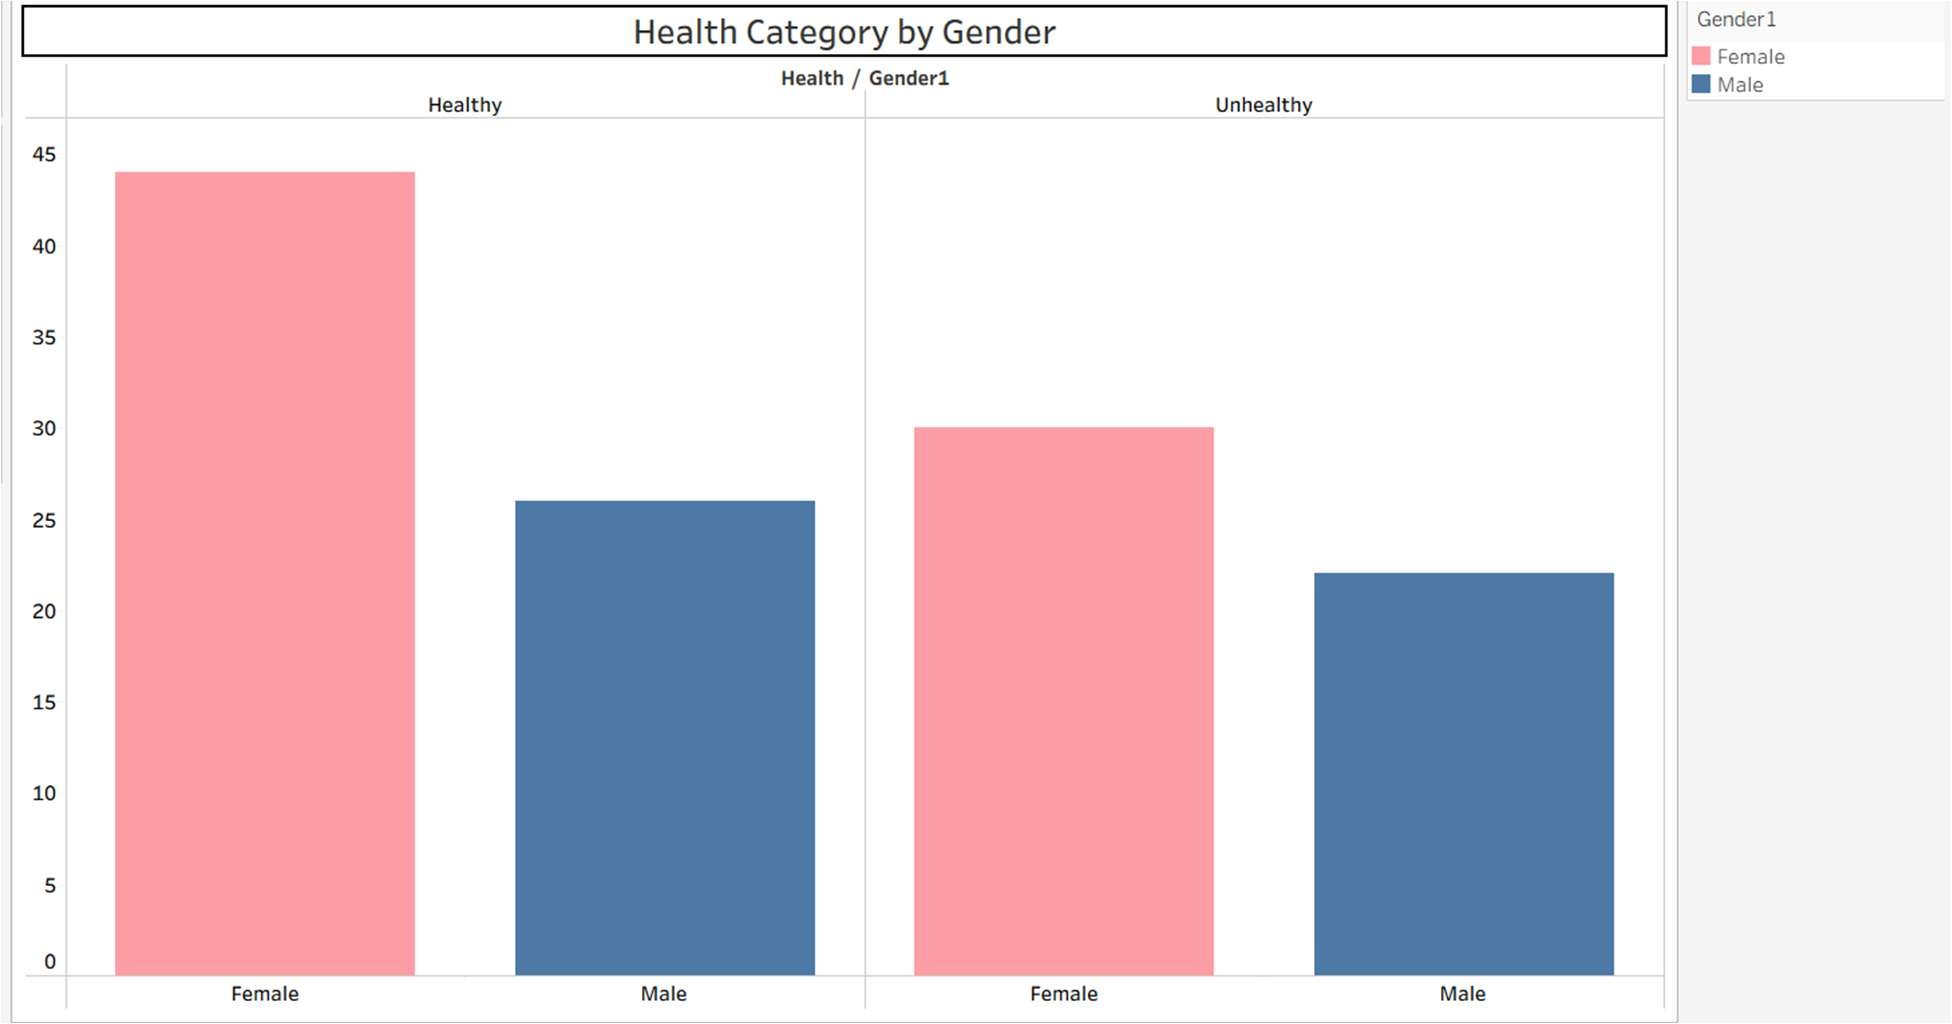 Health Category by Gender
Health / Gender1
Healthy Unhealthy
45
40
35
30
25
20
15
10
5
0
Female Male Female Male
Gender1
Female
Male